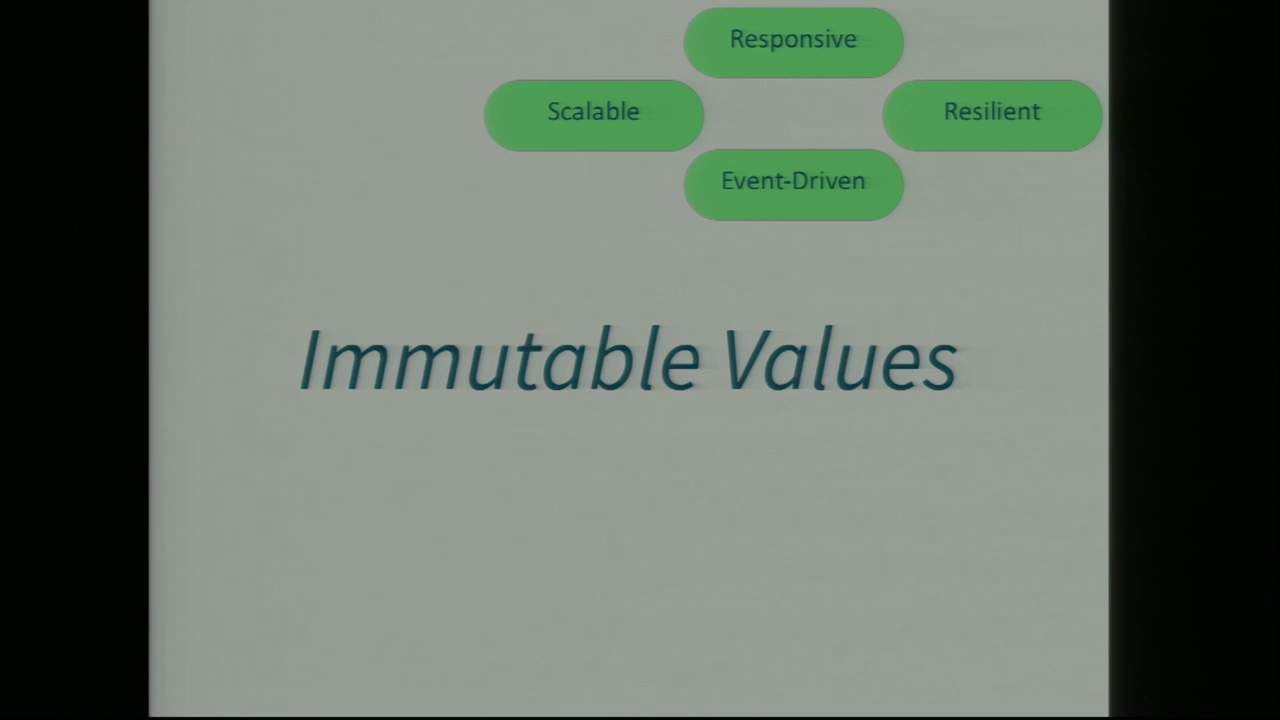 Responsive
Scalable
Resilient
Event-Driven
Immutable Values